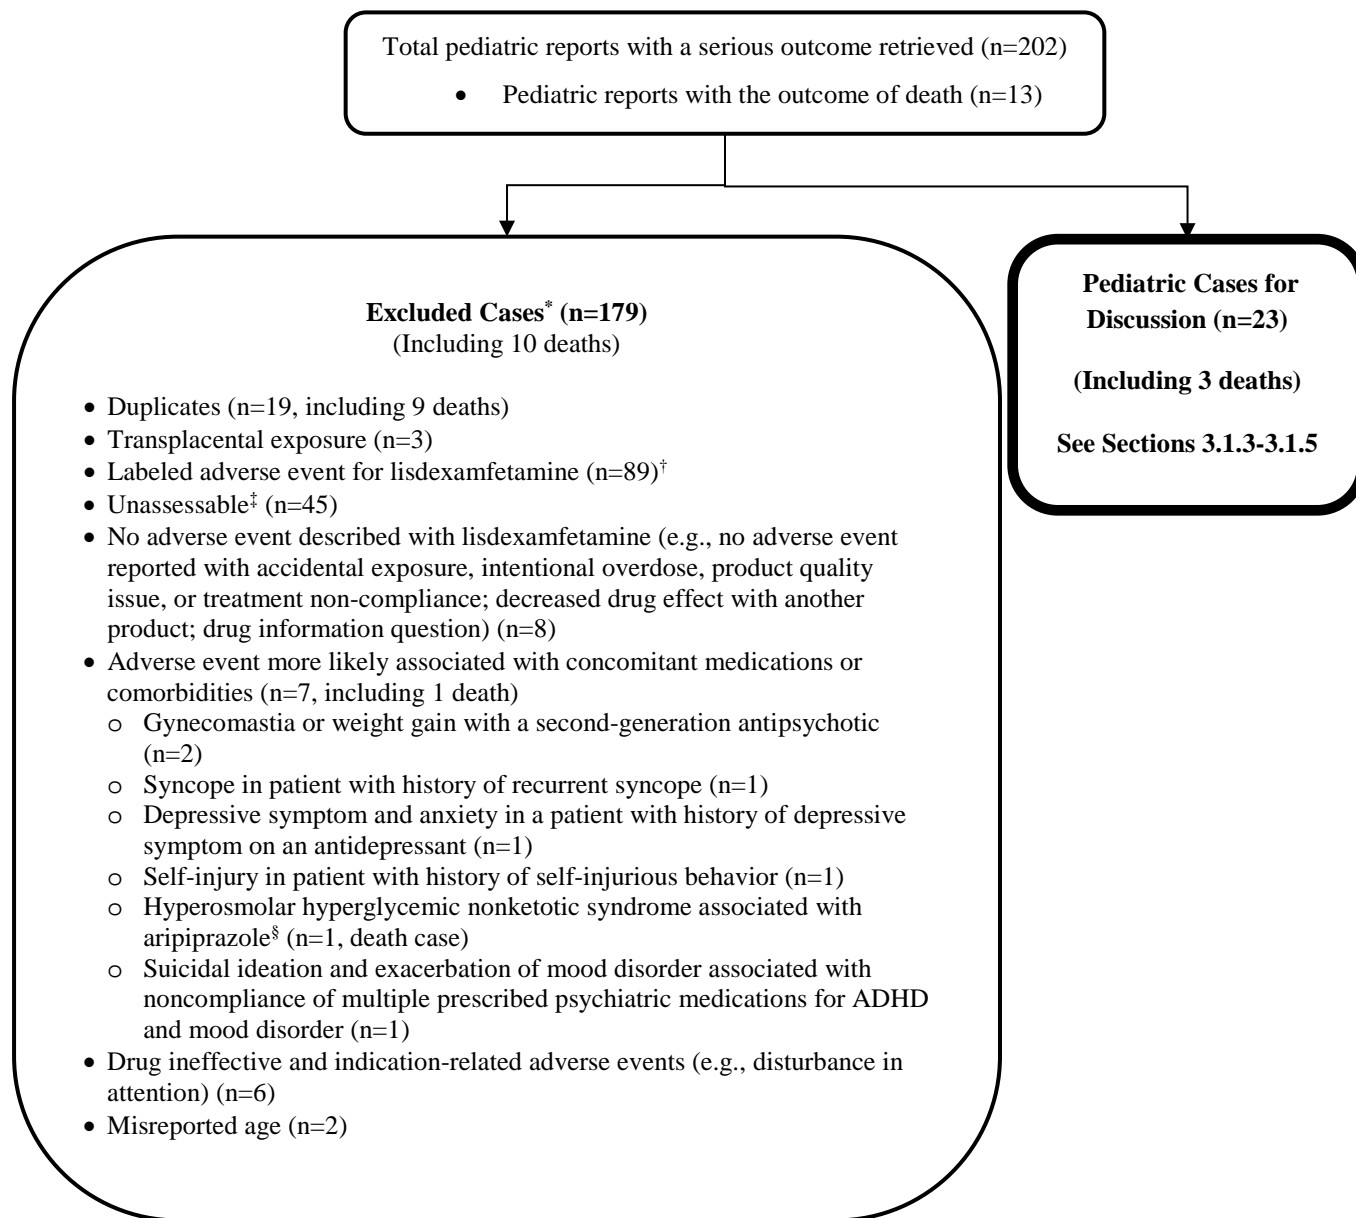 Total pediatric reports with a serious outcome retrieved (n=202)
• Pediatric reports with the outcome of death (n=13)
Excluded Cases* (n=179)
(Including 10 deaths)
• Duplicates (n=19, including 9 deaths)
• Transplacental exposure (n=3)
• Labeled adverse event for lisdexamfetamine (n=89)†
• Unassessable‡ (n=45)
• No adverse event described with lisdexamfetamine (e.g., no adverse event
reported with accidental exposure, intentional overdose, product quality
issue, or treatment non-compliance; decreased drug effect with another
product; drug information question) (n=8)
• Adverse event more likely associated with concomitant medications or
comorbidities (n=7, including 1 death)
o Gynecomastia or weight gain with a second-generation antipsychotic
(n=2)
o Syncope in patient with history of recurrent syncope (n=1)
o Depressive symptom and anxiety in a patient with history of depressive
symptom on an antidepressant (n=1)
o Self-injury in patient with history of self-injurious behavior (n=1)
o Hyperosmolar hyperglycemic nonketotic syndrome associated with
aripiprazole§ (n=1, death case)
o Suicidal ideation and exacerbation of mood disorder associated with
noncompliance of multiple prescribed psychiatric medications for ADHD
and mood disorder (n=1)
• Drug ineffective and indication-related adverse events (e.g., disturbance in
attention) (n=6)
• Misreported age (n=2)
Pediatric Cases for
Discussion (n=23)
(Including 3 deaths)
See Sections 3.1.3-3.1.5